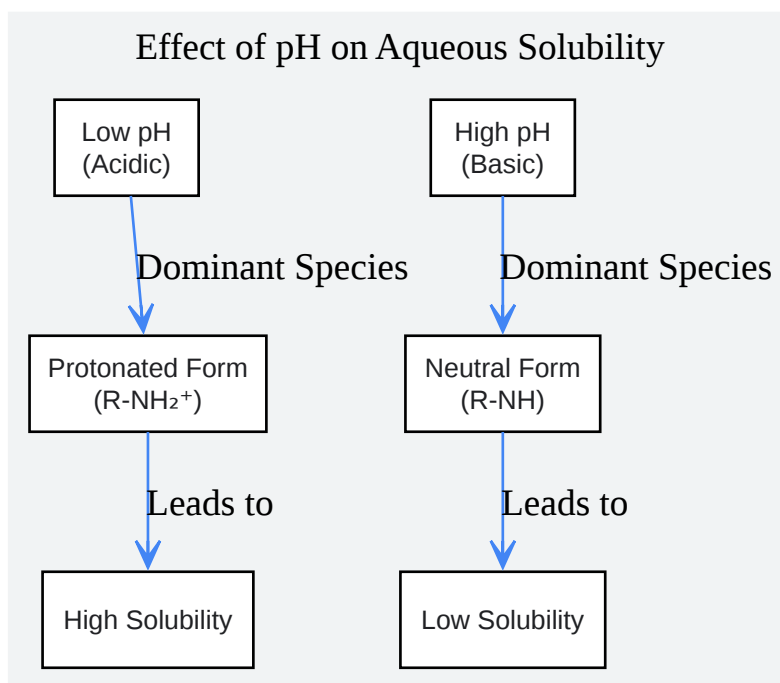 Effect of pH on Aqueous Solubility
Low pH
(Acidic)
High pH
(Basic)
Dominant Species
Dominant Species
Protonated Form
(R-NH₂⁺)
Neutral Form
(R-NH)
Leads to
Leads to
High Solubility
Low Solubility